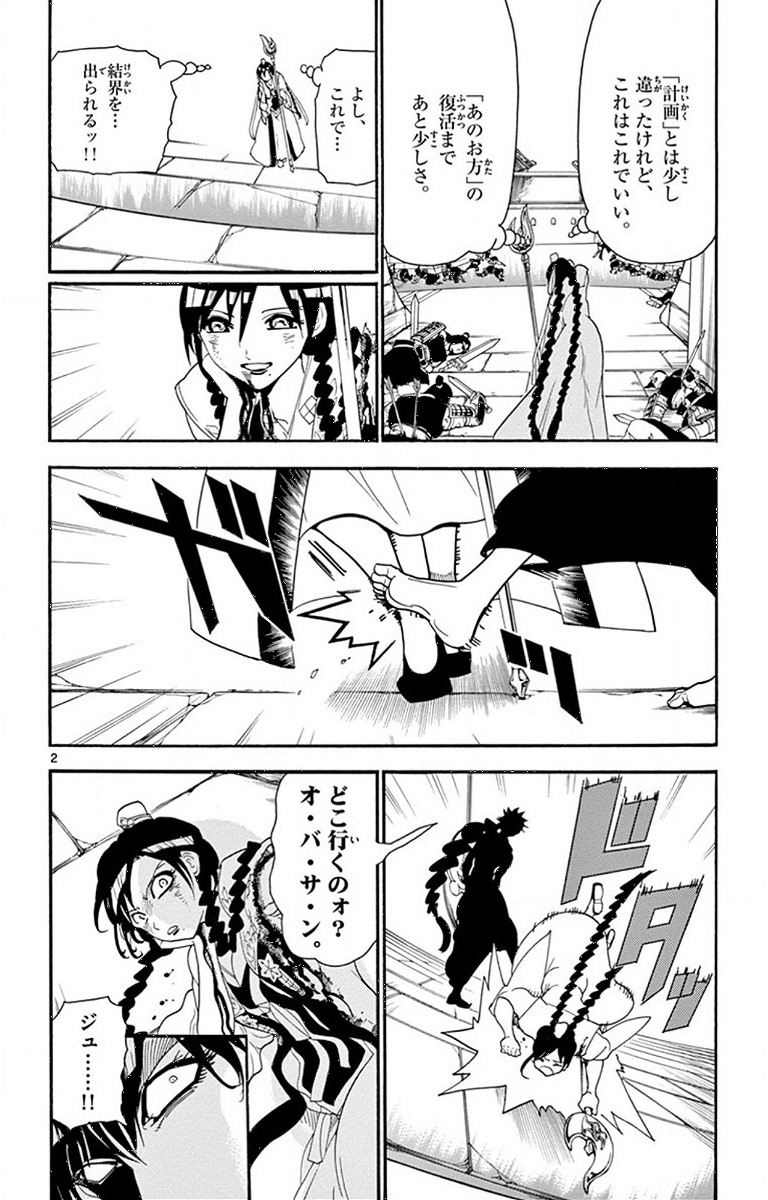 「計画」とは少し
違ったけれど、
これはこれでいい。
「あのお方」の
復活まで
あと少しさ。
よし、
これで…
結界を…
出られるッ!!
ガッ
2
ドタッ
どこ行くのォ?
オ・バ・サ・ン。
ジュ
……!!